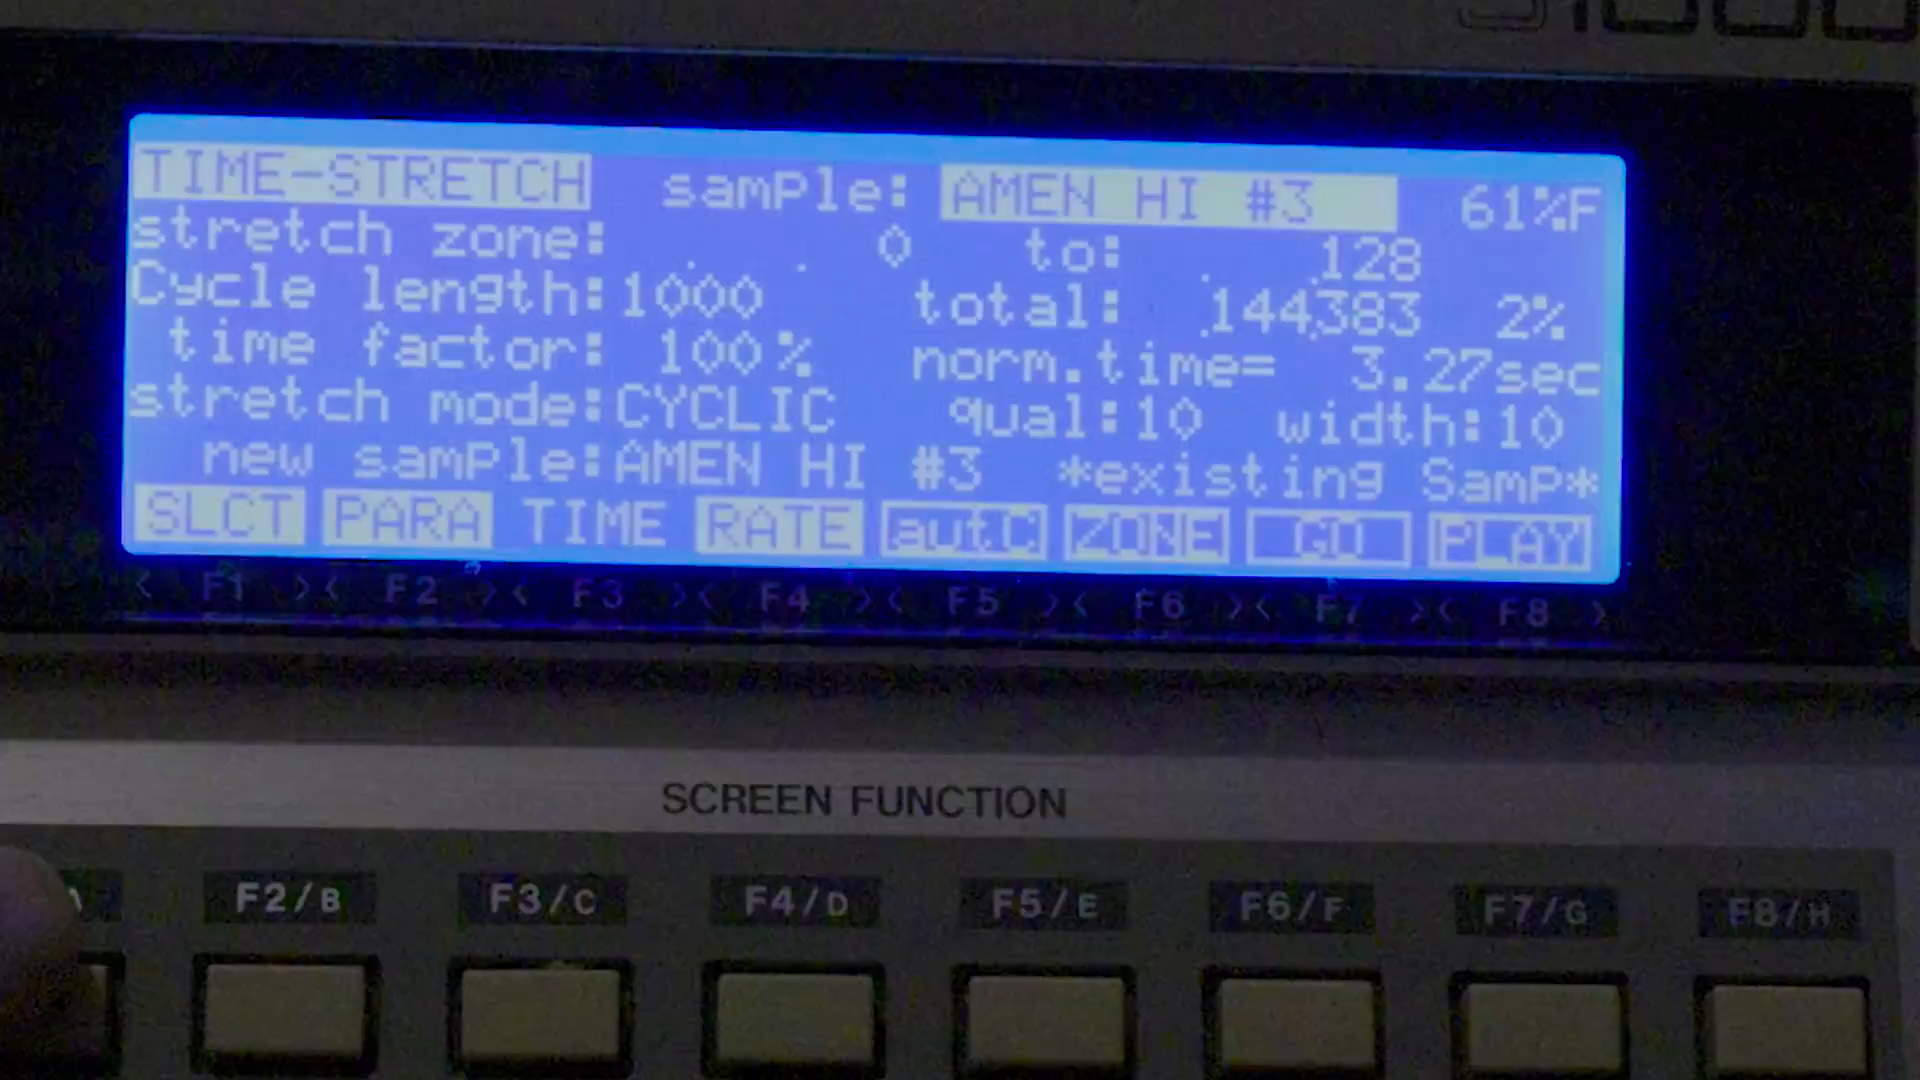 S1000
TIME-STRETCH sample: AMEN HI #3 61%F
stretch zone: 0 to: 128
Cycle length:1000 total: 144383 2%
time factor: 100% norm.time= 3.27sec
stretch mode:CYCLIC qual:10 width:10
new sample:AMEN HI #3 *existing Samp*
SLCT PARA TIME RATE autC ZONE GO PLAY
< F1 >< F2 >< F3 >< F4 >< F5 >< F6 >< F7 >< F8 >
SCREEN FUNCTION
F2/B F3/C F4/D F5/E F6/F F7/G F8/H